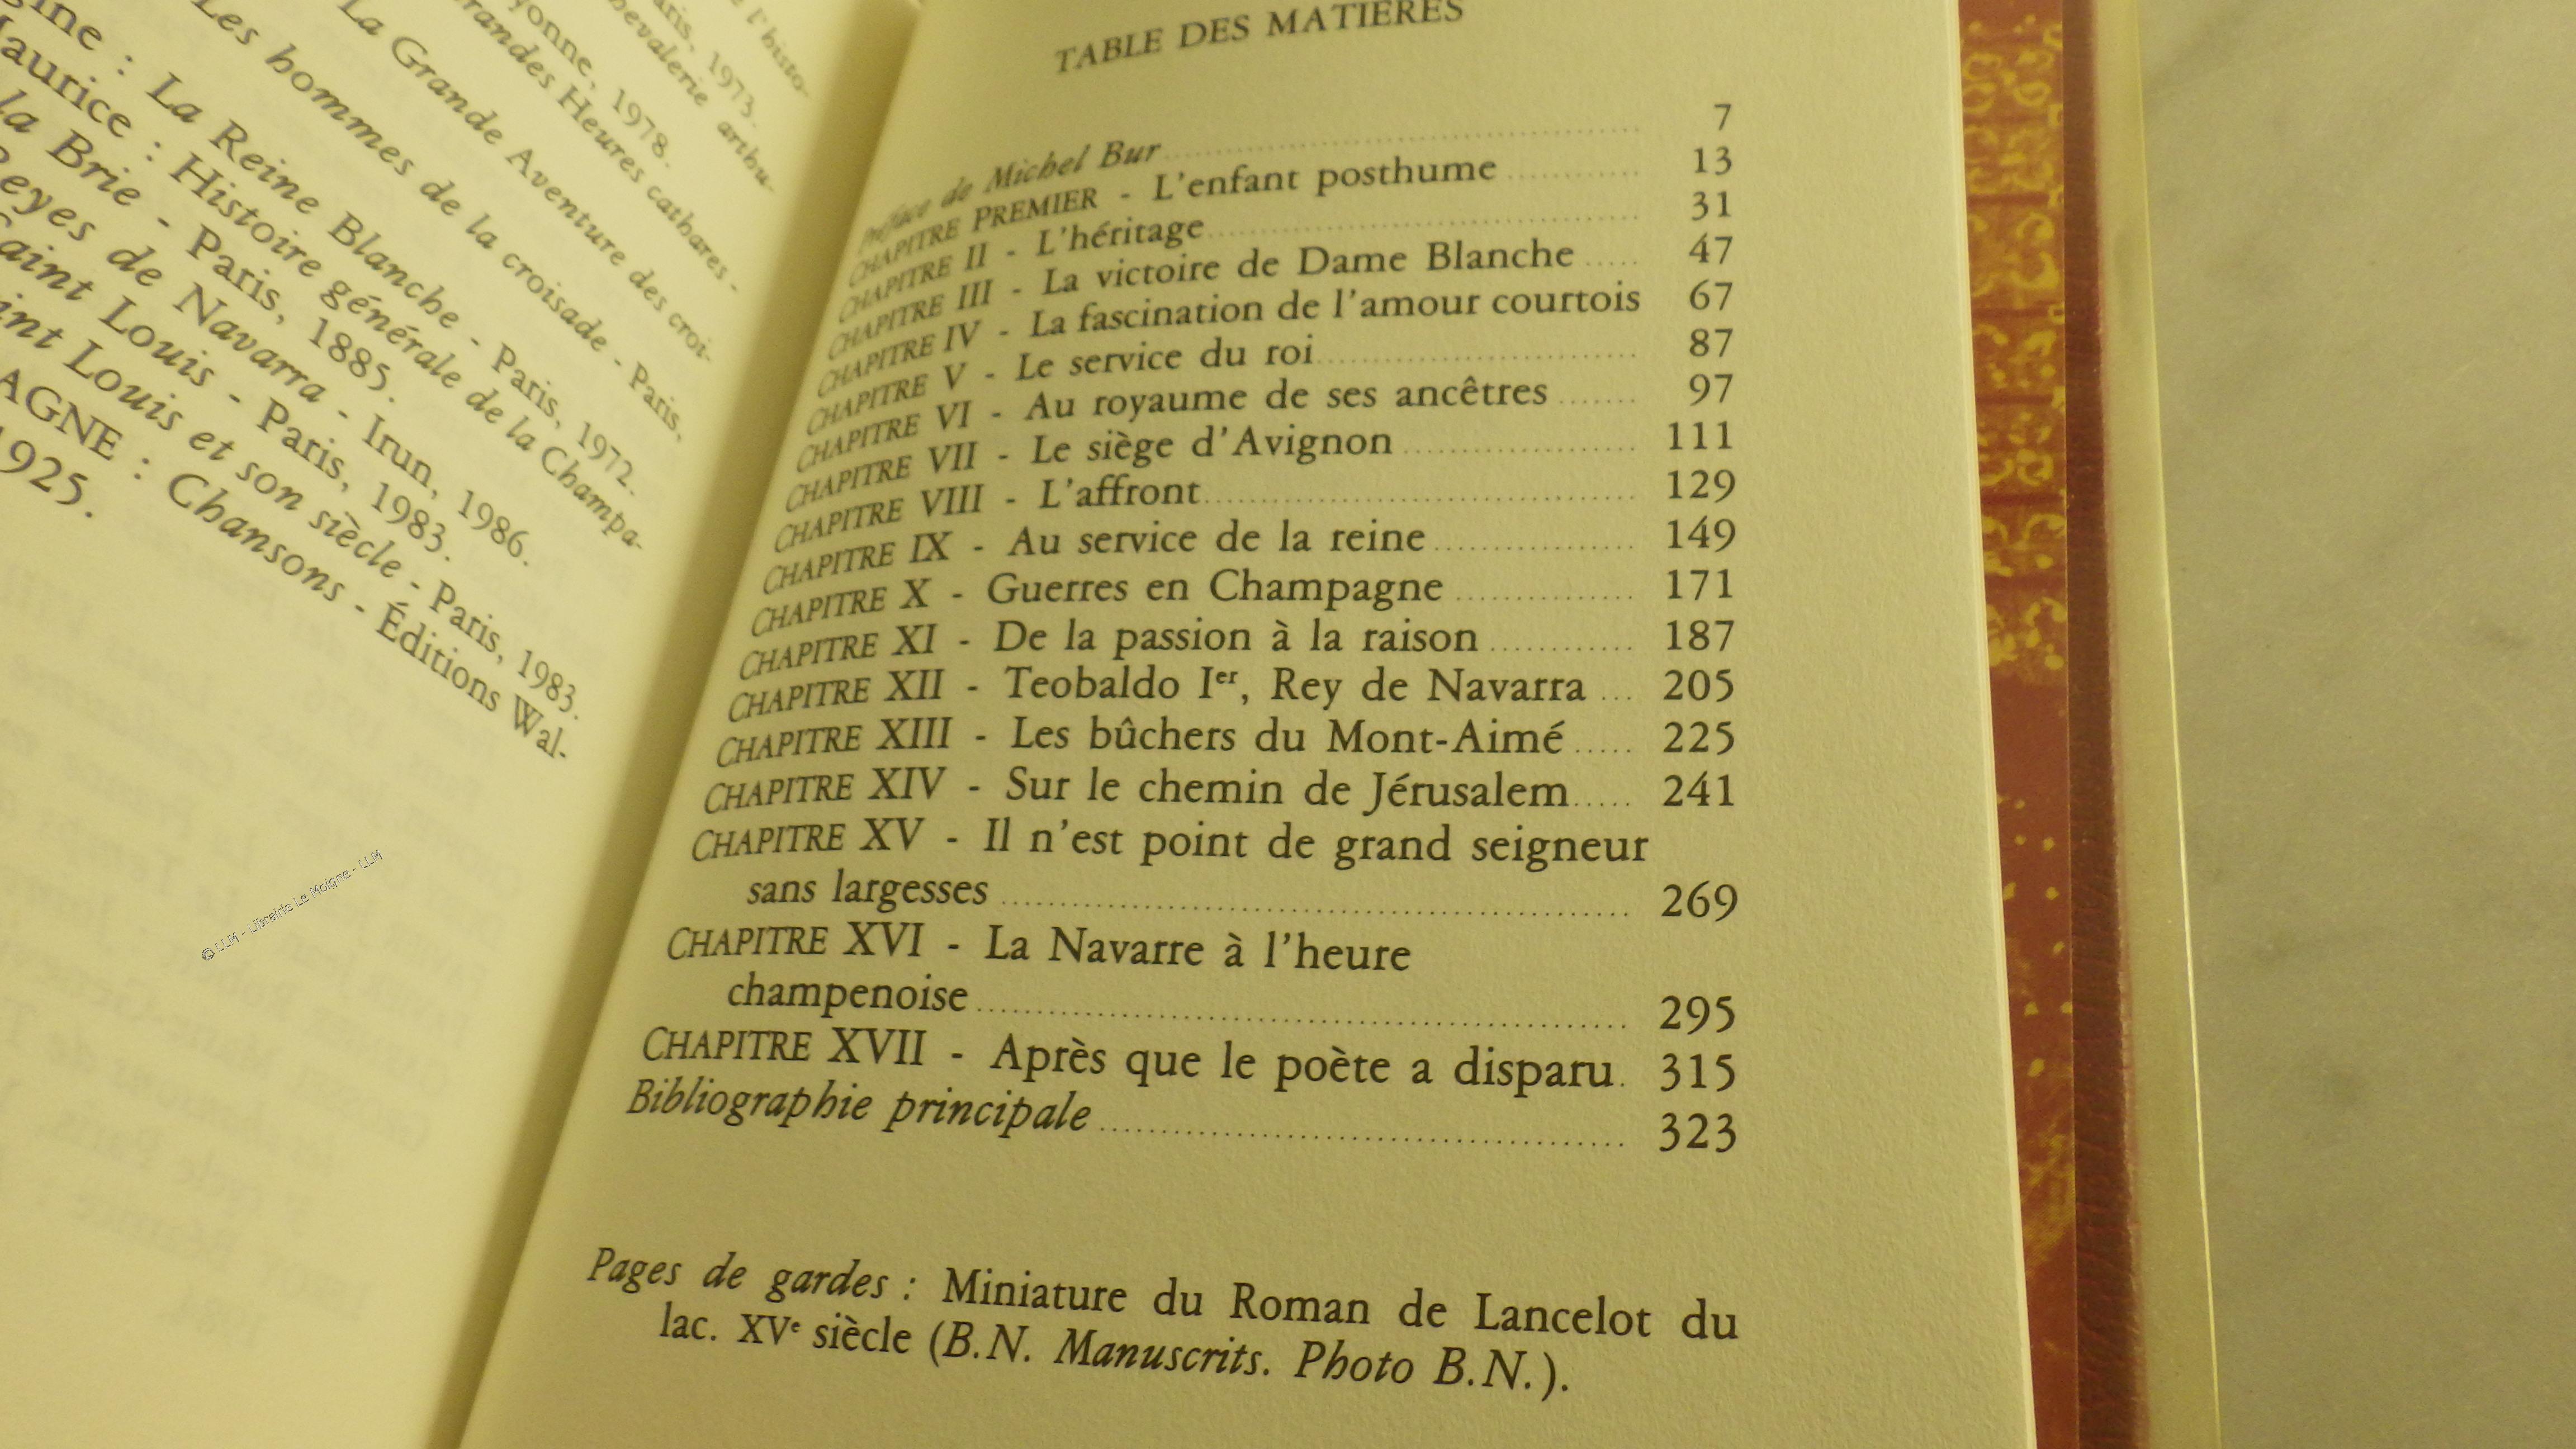 l'histo-
1973.
arthu-
1978.
Heures cathares -
La Grande Aventure des croi-
Les hommes de la croisade - Paris,
: La Reine Blanche - Paris, 1972.
Maurice : Histoire générale de la Champa-
la Brie - Paris, 1885.
Reyes de Navarra - Irun, 1986.
Saint Louis - Paris, 1983.
int Louis et son siècle - Paris, 1983.
AGNE : Chansons - Éditions Wal-
1925.
© LLM - Librairie Le Moigne - LLM
TABLE DES MATIÈRES
Préface de Michel Bur 7
CHAPITRE PREMIER - L'enfant posthume 13
CHAPITRE II - L'héritage 31
CHAPITRE III - La victoire de Dame Blanche 47
CHAPITRE IV - La fascination de l'amour courtois 67
CHAPITRE V - Le service du roi 87
CHAPITRE VI - Au royaume de ses ancêtres 97
CHAPITRE VII - Le siège d'Avignon 111
CHAPITRE VIII - L'affront 129
CHAPITRE IX - Au service de la reine 149
CHAPITRE X - Guerres en Champagne 171
CHAPITRE XI - De la passion à la raison 187
CHAPITRE XII - Teobaldo Ier, Rey de Navarra 205
CHAPITRE XIII - Les bûchers du Mont-Aimé 225
CHAPITRE XIV - Sur le chemin de Jérusalem 241
CHAPITRE XV - Il n'est point de grand seigneur
sans largesses 269
CHAPITRE XVI - La Navarre à l'heure
champenoise 295
CHAPITRE XVII - Après que le poète a disparu 315
Bibliographie principale 323
Pages de gardes : Miniature du Roman de Lancelot du
lac. XVe siècle (B.N. Manuscrits. Photo B.N.).